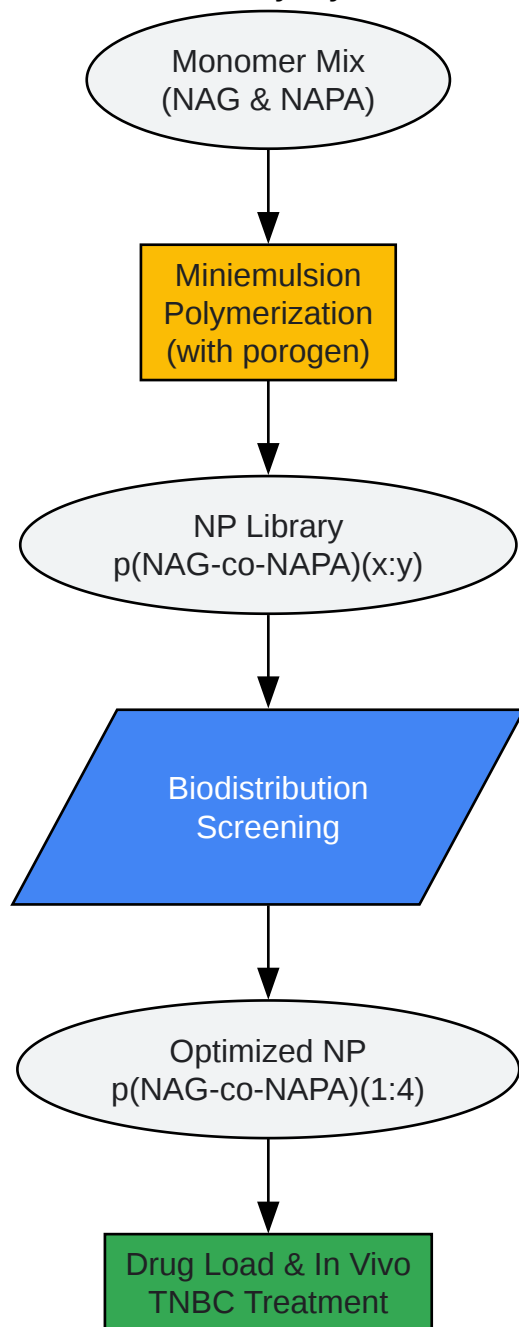 Monomer Mix
(NAG & NAPA)
Miniemulsion
Polymerization
(with porogen)
NP Library
p(NAG-co-NAPA)(x:y)
Biodistribution
Screening
Optimized NP
p(NAG-co-NAPA)(1:4)
Drug Load & In Vivo
TNBC Treatment